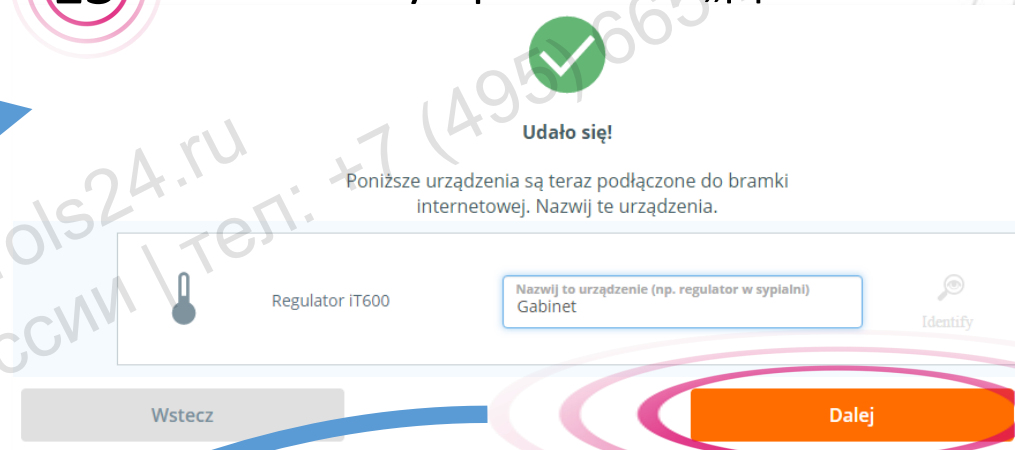 Udało się!
Poniższe urządzenia są teraz podłączone do bramki
internetowej. Nazwij te urządzenia.
Regulator iT600
Nazwij to urządzenie (np. regulator w sypialni)
Gabinet
Identify
Wstecz
Dalej
ols24.ru
ссии | тел: +7 (495) 665